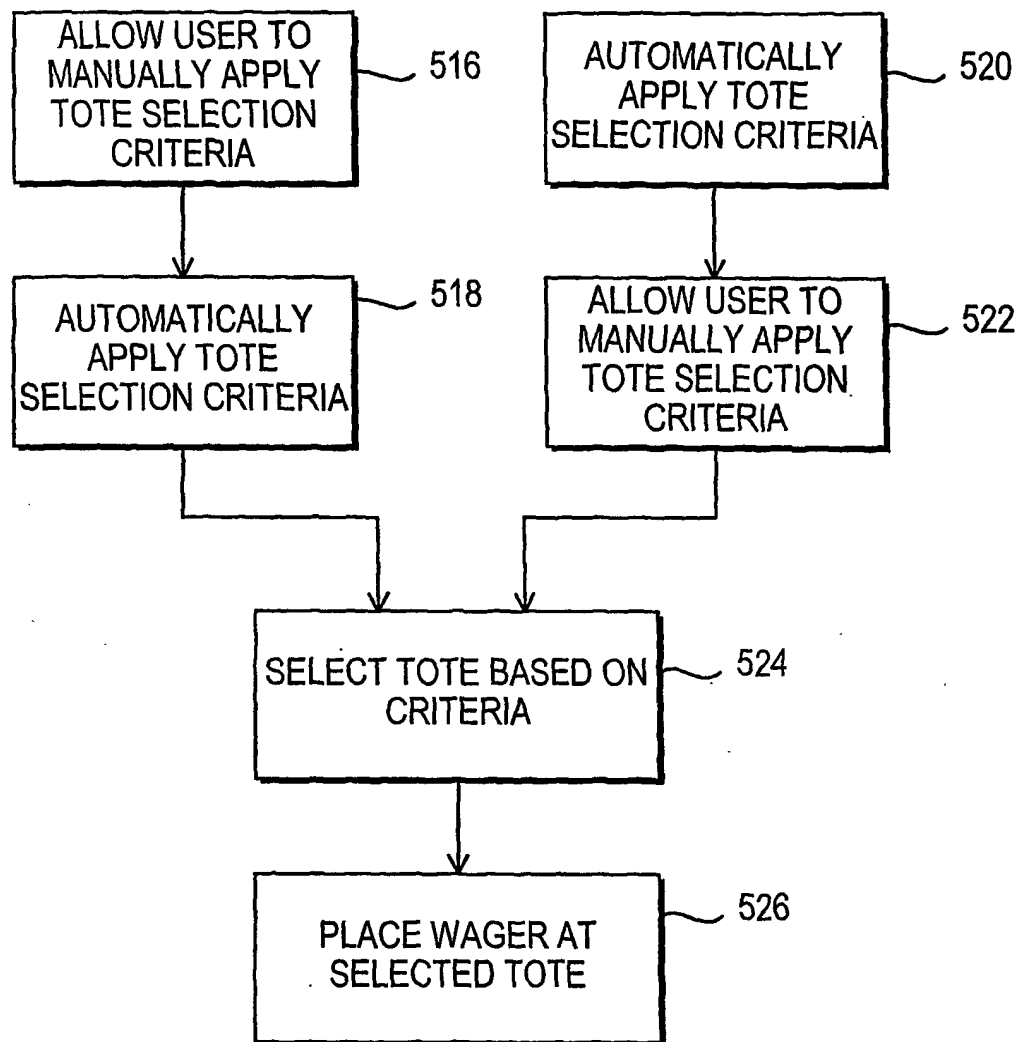 ALLOW USER TO
MANUALLY APPLY
TOTE SELECTION
CRITERIA
516
AUTOMATICALLY
APPLY TOTE
SELECTION CRITERIA
520
AUTOMATICALLY
APPLY TOTE
SELECTION CRITERIA
518
ALLOW USER TO
MANUALLY APPLY
TOTE SELECTION
CRITERIA
522
SELECT TOTE BASED ON
CRITERIA
524
PLACE WAGER AT
SELECTED TOTE
526